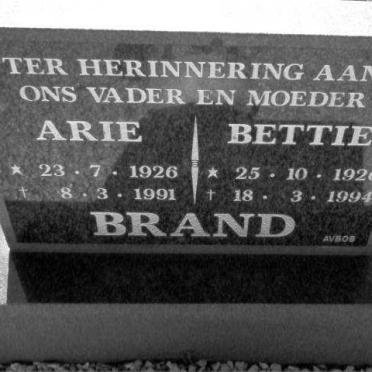 TER HERINNERING AAN
ONS VADER EN MOEDER
ARIE BETTIE
★ 23 · 7 · 1926 ★ 25 · 10 · 1926
† 8 · 3 · 1991 † 18 · 3 · 1994
BRAND
AVBOB